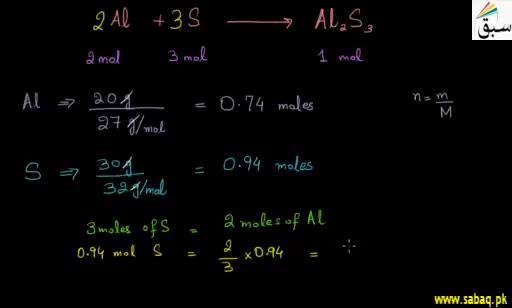 2Al + 3S → Al₂S₃
سبق
2 mol 3 mol 1 mol
Al ⇒ 20g / 27 g/mol = 0.74 moles
n = m/M
S ⇒ 30g / 32 g/mol = 0.94 moles
3 moles of S = 2 moles of Al
0.94 mol S = 2/3 × 0.94 =
www.sabaq.pk